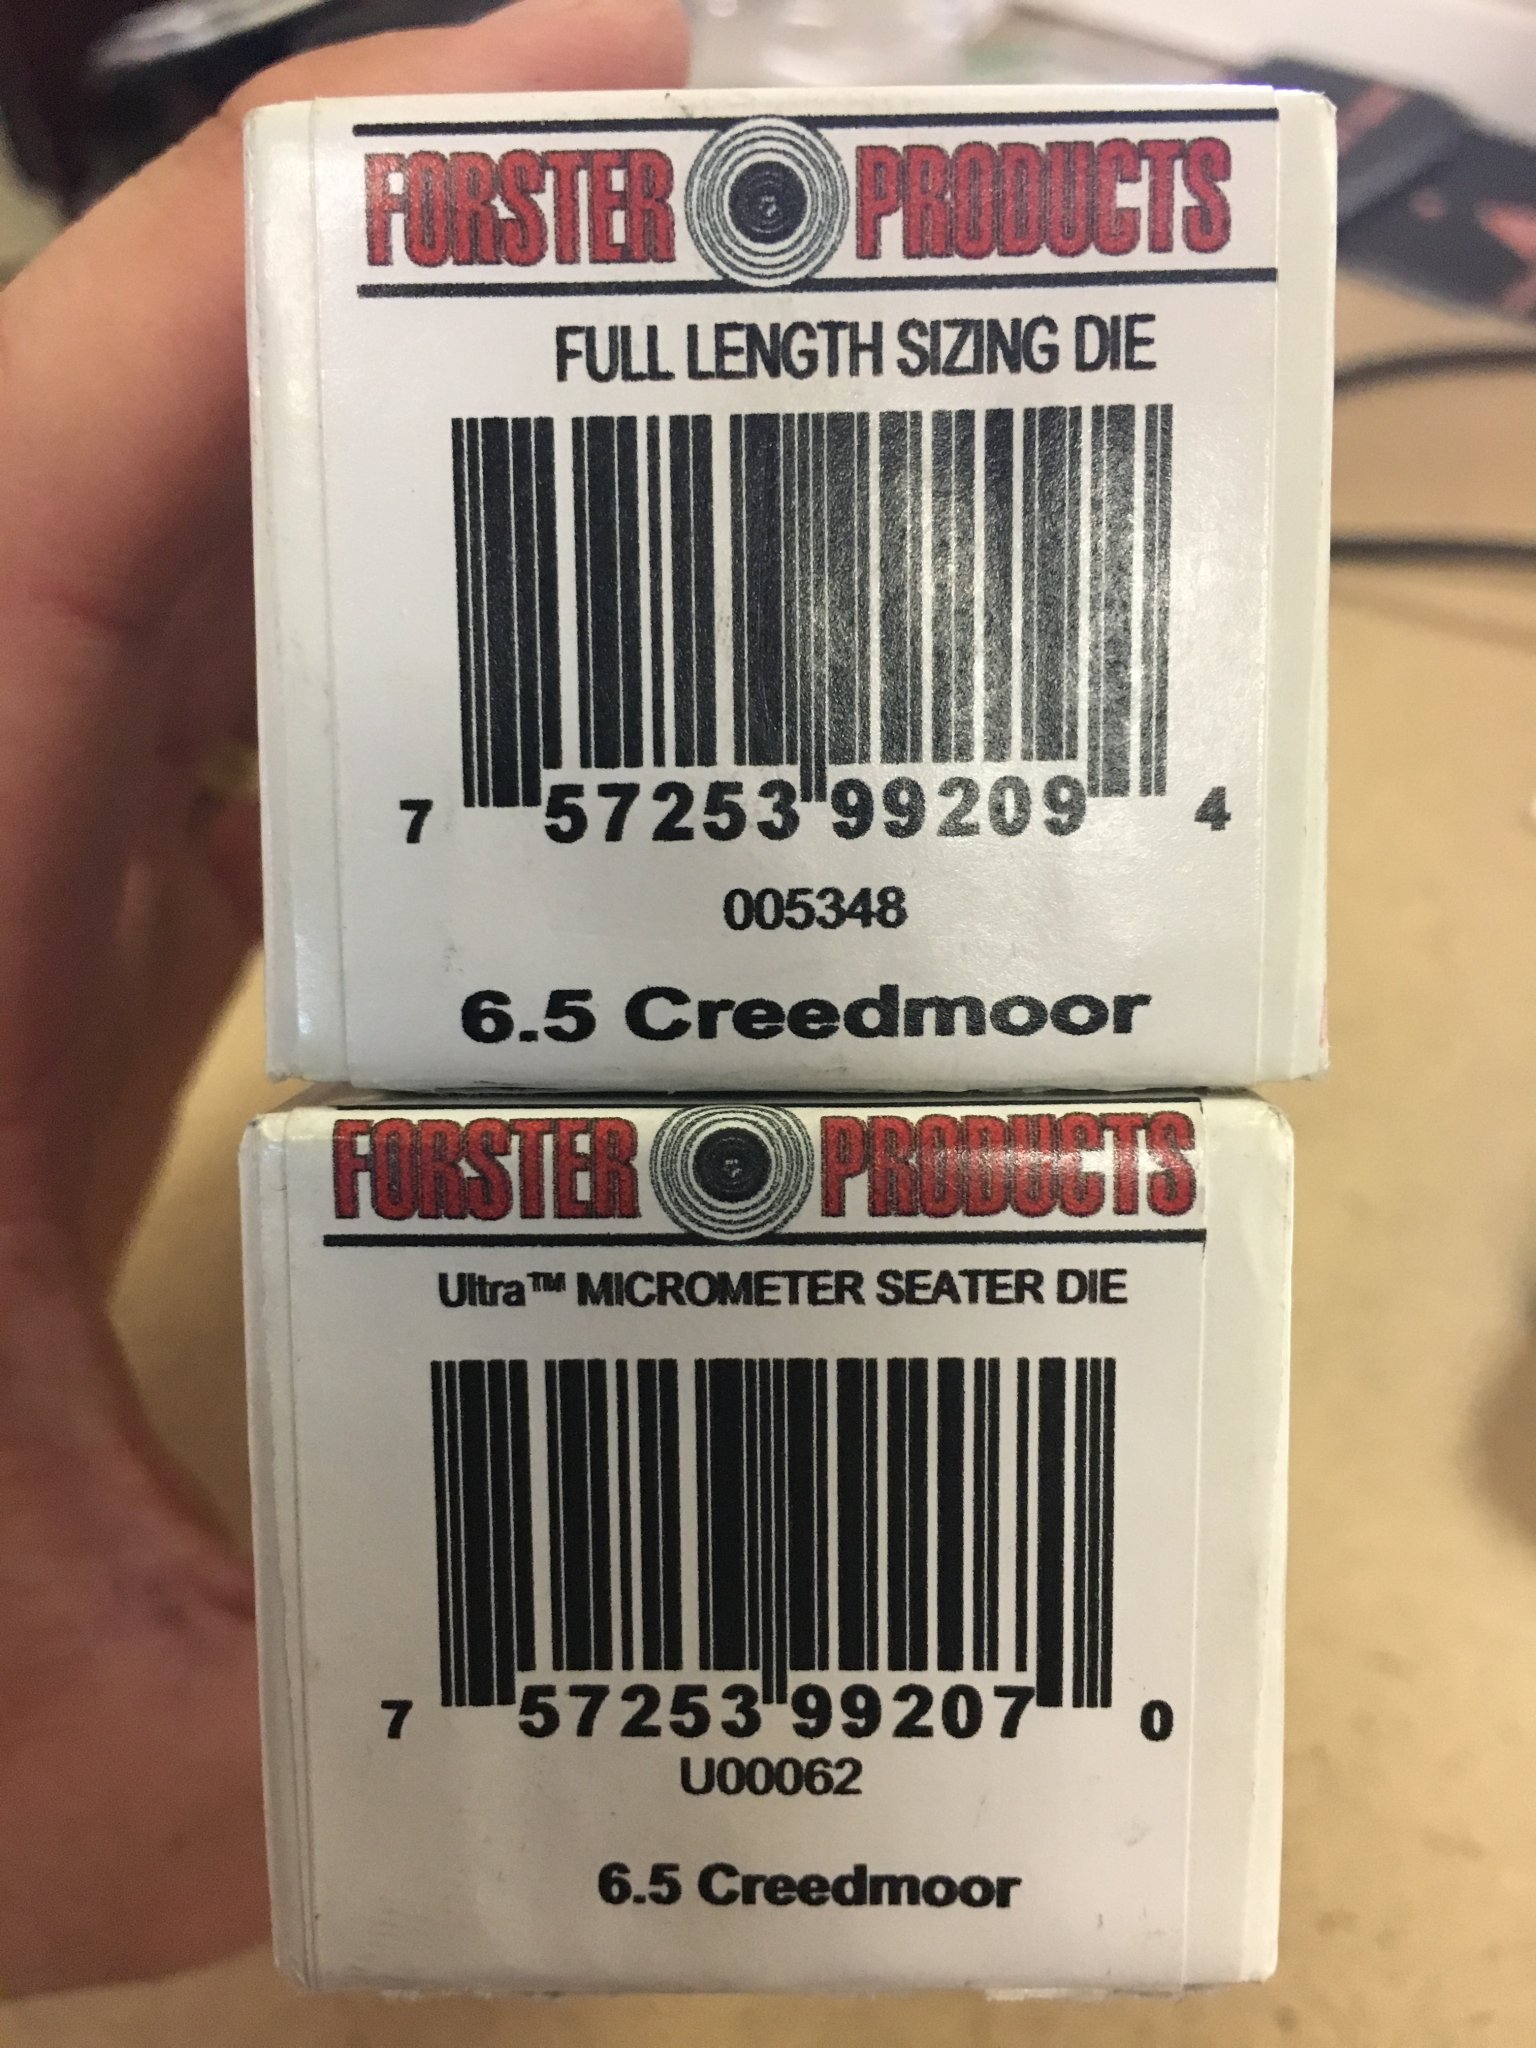 FORSTER PRODUCTS
FULL LENGTH SIZING DIE
7 57253 99209 4
005348
6.5 Creedmoor
FORSTER PRODUCTS
Ultra™ MICROMETER SEATER DIE
7 57253 99207 0
U00062
6.5 Creedmoor